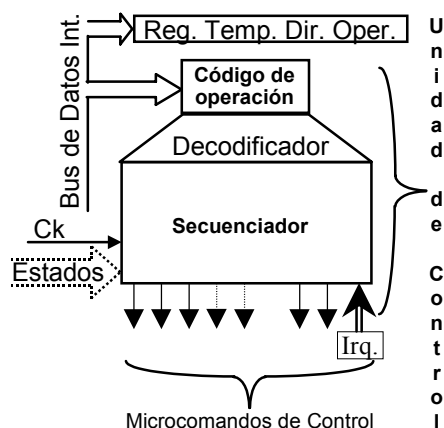 Reg. Temp. Dir. Oper.
Bus de Datos Int.
Código de
operación
Decodificador
Secuenciador
Ck
Estados
Irq.
Microcomandos de Control
Unidad de Control